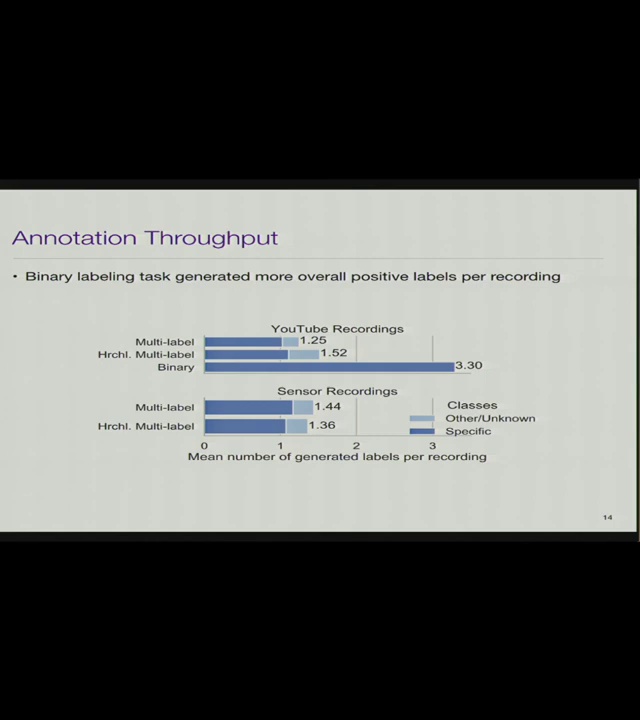 Annotation Throughput
• Binary labeling task generated more overall positive labels per recording
YouTube Recordings
Multi-label 1.25
Hrchl. Multi-label 1.52
Binary 3.30
Sensor Recordings
Multi-label 1.44
Hrchl. Multi-label 1.36
Classes
Other/Unknown
Specific
0 1 2 3
Mean number of generated labels per recording
14